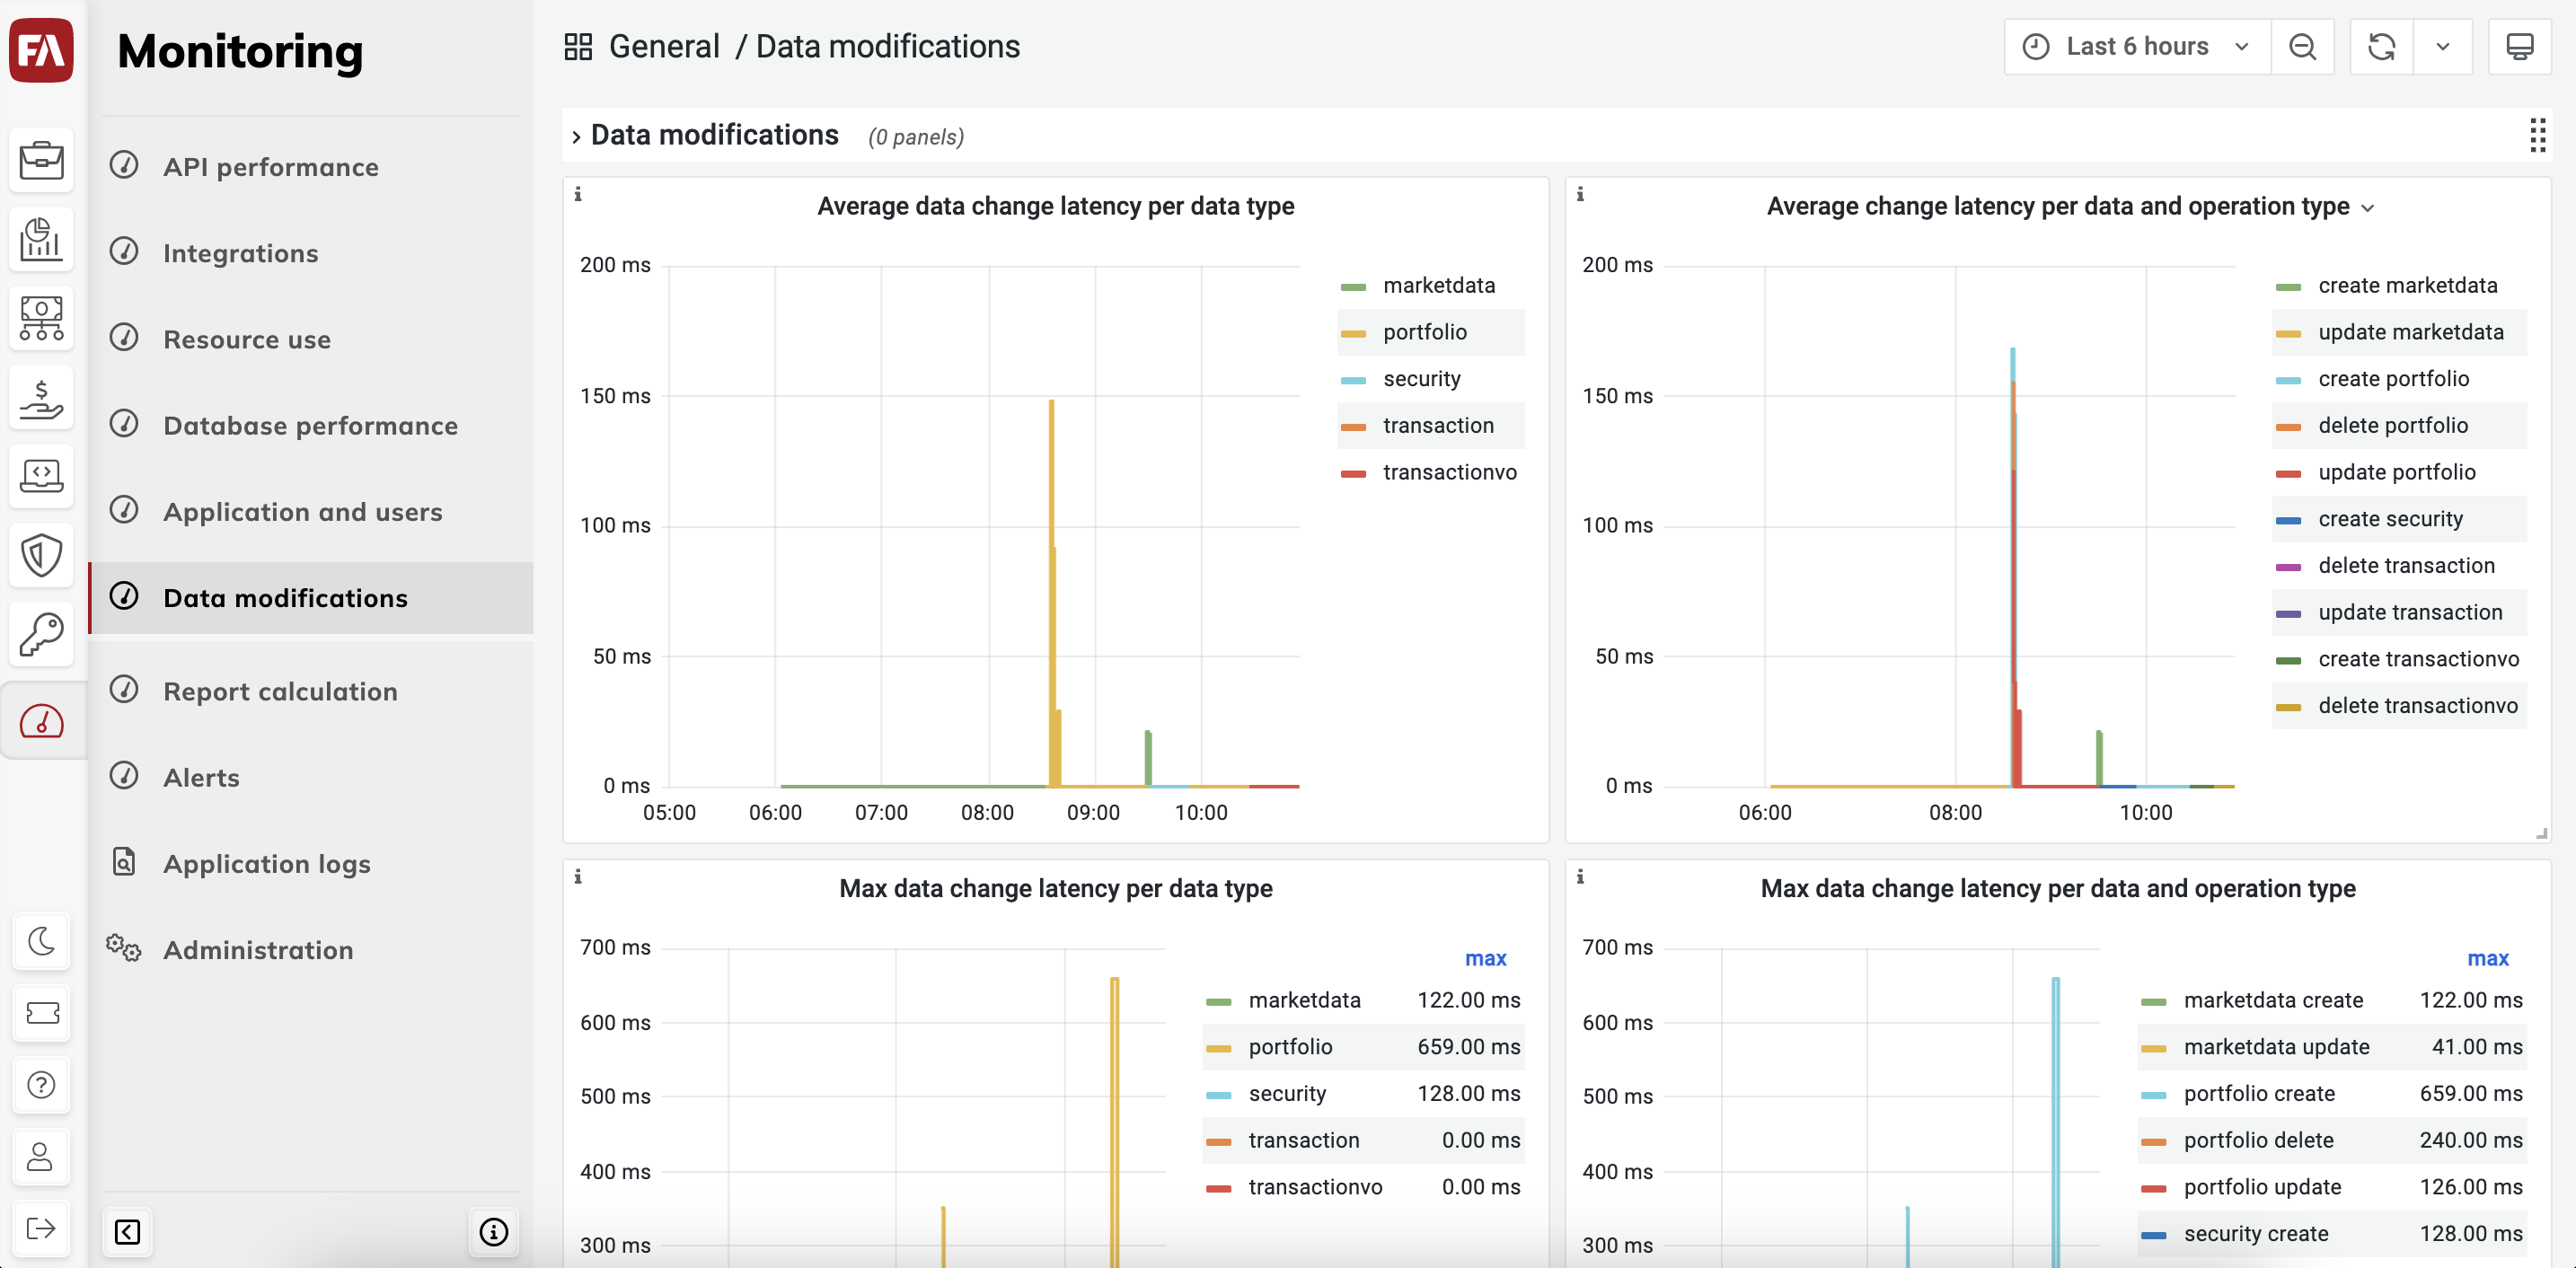 FA
Monitoring
API performance
Integrations
Resource use
Database performance
Application and users
Data modifications
Report calculation
Alerts
Application logs
Administration
General / Data modifications
Last 6 hours
Data modifications (0 panels)
Average data change latency per data type
200 ms
150 ms
100 ms
50 ms
0 ms
05:00 06:00 07:00 08:00 09:00 10:00
marketdata
portfolio
security
transaction
transactionvo
Average change latency per data and operation type
200 ms
150 ms
100 ms
50 ms
0 ms
06:00 08:00 10:00
create marketdata
update marketdata
create portfolio
delete portfolio
update portfolio
create security
delete transaction
update transaction
create transactionvo
delete transactionvo
Max data change latency per data type
700 ms
600 ms
500 ms
400 ms
300 ms
max
marketdata 122.00 ms
portfolio 659.00 ms
security 128.00 ms
transaction 0.00 ms
transactionvo 0.00 ms
Max data change latency per data and operation type
700 ms
600 ms
500 ms
400 ms
300 ms
max
marketdata create 122.00 ms
marketdata update 41.00 ms
portfolio create 659.00 ms
portfolio delete 240.00 ms
portfolio update 126.00 ms
security create 128.00 ms